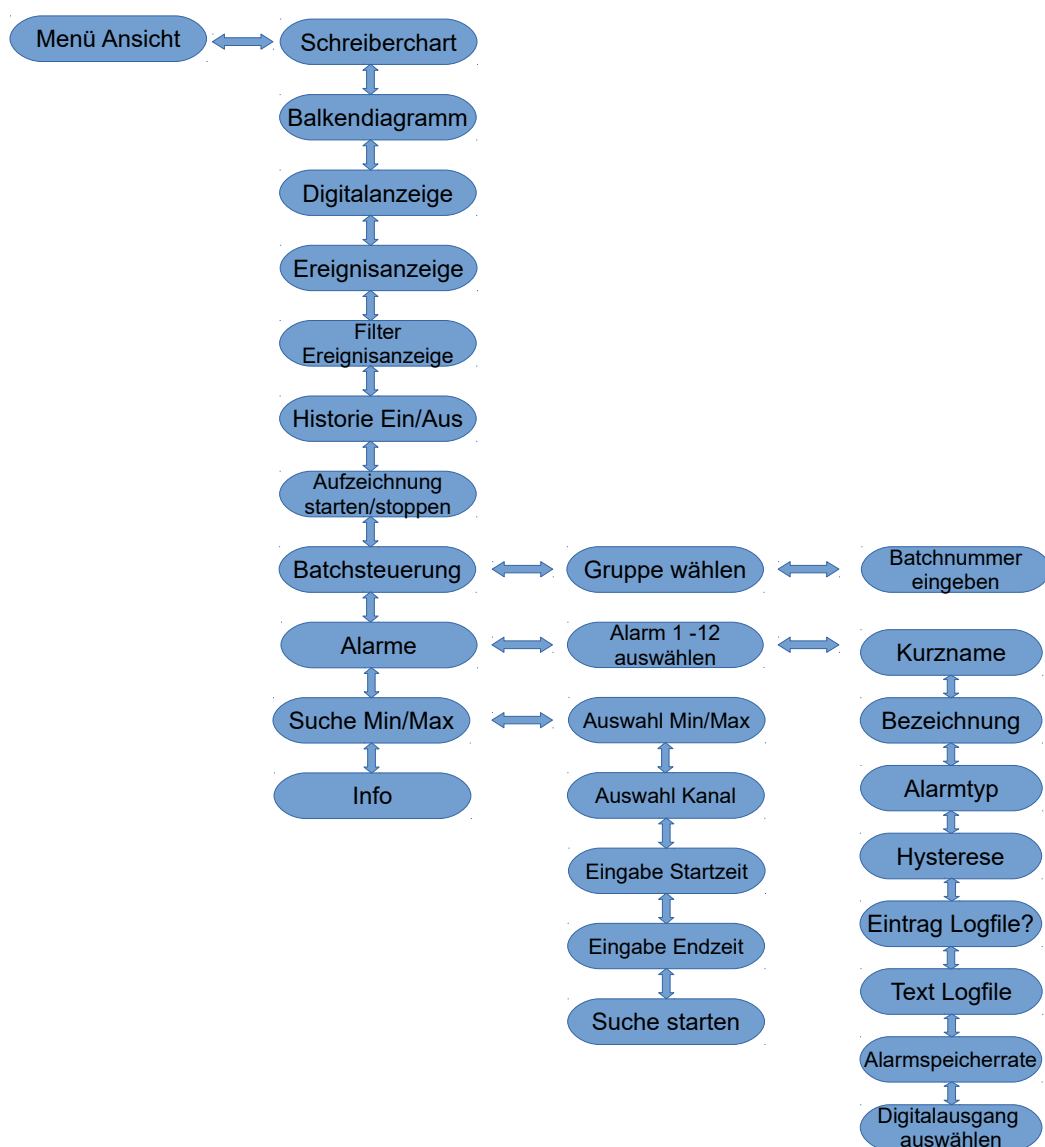 Menü Ansicht
Schreiberchart
Balkendiagramm
Digitalanzeige
Ereignisanzeige
Filter
Ereignisanzeige
Historie Ein/Aus
Aufzeichnung
starten/stoppen
Batchsteuerung
Gruppe wählen
Batchnummer
eingeben
Alarme
Alarm 1 -12
auswählen
Kurzname
Bezeichnung
Alarmtyp
Hysterese
Eintrag Logfile?
Text Logfile
Alarmspeicherrate
Digitalausgang
auswählen
Suche Min/Max
Auswahl Min/Max
Auswahl Kanal
Eingabe Startzeit
Eingabe Endzeit
Suche starten
Info